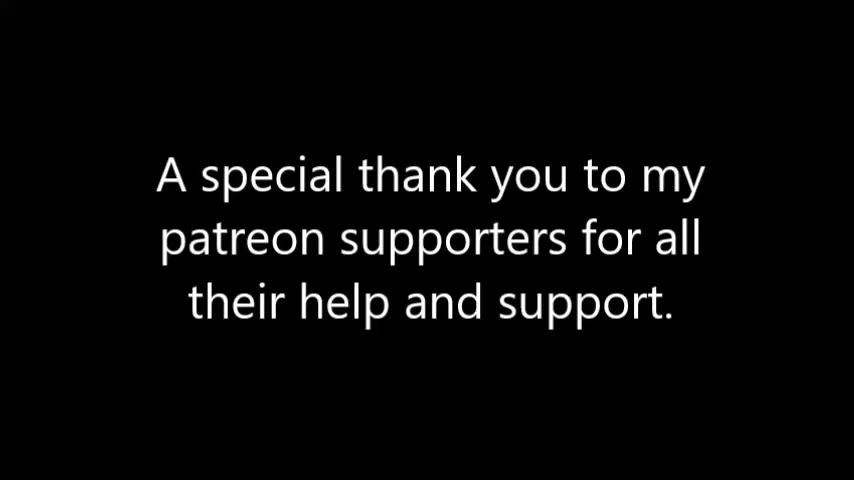 A special thank you to my
patreon supporters for all
their help and support.